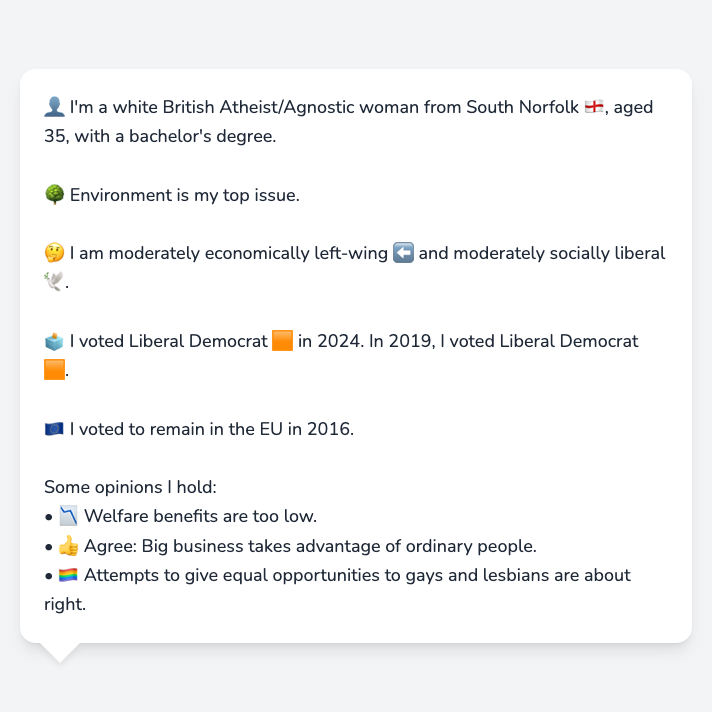 👤 I'm a white British Atheist/Agnostic woman from South Norfolk 🏴󠁧󠁢󠁥󠁮󠁧󠁿, aged
35, with a bachelor's degree.
🌳 Environment is my top issue.
🤔 I am moderately economically left-wing ⬅️ and moderately socially liberal
🕊️.
🗳️ I voted Liberal Democrat 🟧 in 2024. In 2019, I voted Liberal Democrat
🟧.
🇪🇺 I voted to remain in the EU in 2016.
Some opinions I hold:
• 📉 Welfare benefits are too low.
• 👍 Agree: Big business takes advantage of ordinary people.
• 🏳️‍🌈 Attempts to give equal opportunities to gays and lesbians are about
right.